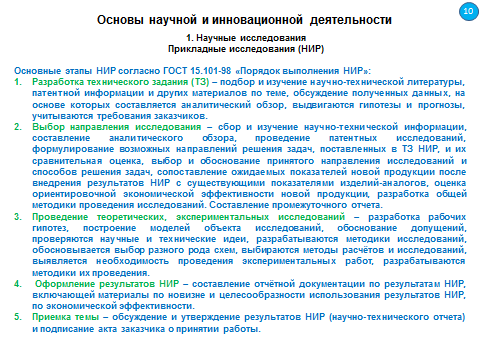 10
Основы научной и инновационной деятельности
1. Научные исследования
Прикладные исследования (НИР)
Основные этапы НИР согласно ГОСТ 15.101-98 «Порядок выполнения НИР»:
1. Разработка технического задания (ТЗ) – подбор и изучение научно-технической литературы,
патентной информации и других материалов по теме, обсуждение полученных данных, на
основе которых составляется аналитический обзор, выдвигаются гипотезы и прогнозы,
учитываются требования заказчиков.
2. Выбор направления исследования – сбор и изучение научно-технической информации,
составление аналитического обзора, проведение патентных исследований,
формулирование возможных направлений решения задач, поставленных в ТЗ НИР, и их
сравнительная оценка, выбор и обоснование принятого направления исследований и
способов решения задач, сопоставление ожидаемых показателей новой продукции после
внедрения результатов НИР с существующими показателями изделий-аналогов, оценка
ориентировочной экономической эффективности новой продукции, разработка общей
методики проведения исследований. Составление промежуточного отчета.
3. Проведение теоретических, экспериментальных исследований – разработка рабочих
гипотез, построение моделей объекта исследований, обоснование допущений,
проверяются научные и технические идеи, разрабатываются методики исследований,
обосновывается выбор разного рода схем, выбираются методы расчётов и исследований,
выявляется необходимость проведения экспериментальных работ, разрабатываются
методики их проведения.
4. Оформление результатов НИР – составление отчётной документации по результатам НИР,
включающей материалы по новизне и целесообразности использования результатов НИР,
по экономической эффективности.
5. Приемка темы – обсуждение и утверждение результатов НИР (научно-технического отчета)
и подписание акта заказчика о принятии работы.